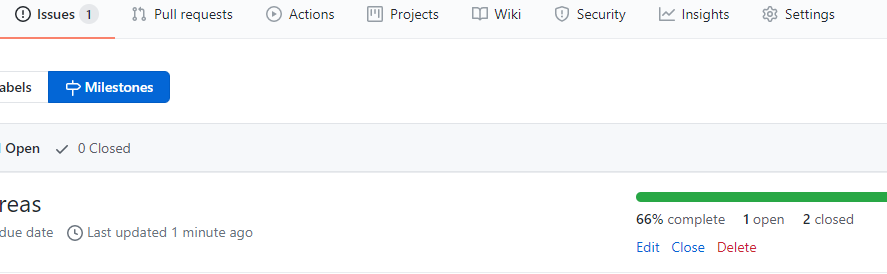 Issues 1 Pull requests Actions Projects Wiki Security Insights Settings
abels Milestones
Open 0 Closed
reas
66% complete 1 open 2 closed
due date Last updated 1 minute ago
Edit Close Delete